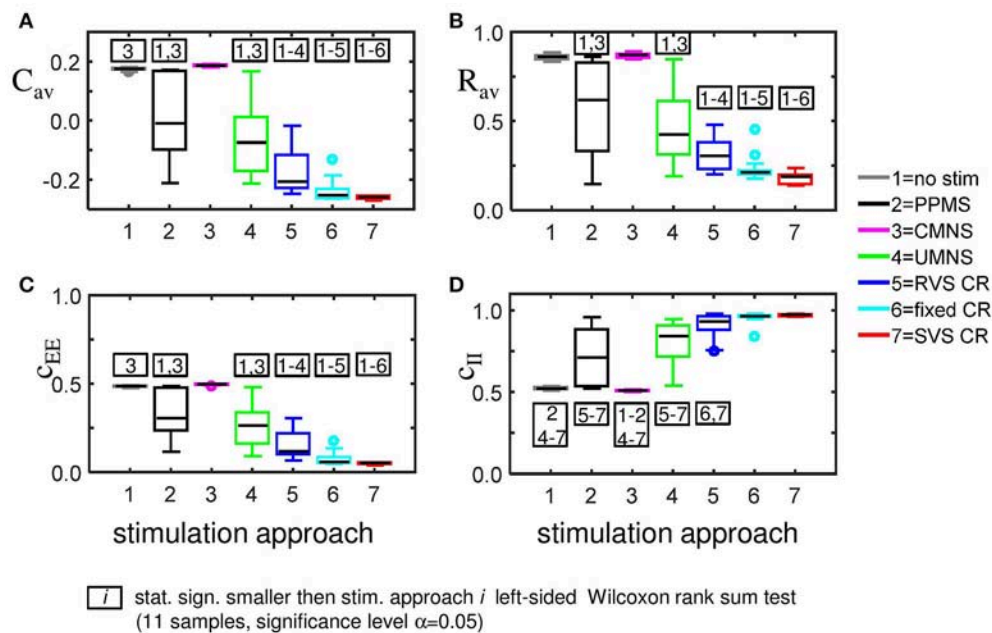 A
3
1,3
1,3
1-4
1-5
1-6
C av
0.2
0.0
-0.2
1 2 3 4 5 6 7
B
1.0
1,3
1,3
1-4
1-5
1-6
R av
0.5
0.0
1 2 3 4 5 6 7
1=no stim
2=PPMS
3=CMNS
4=UMNS
5=RVS CR
6=fixed CR
7=SVS CR
C
1.0
3
1,3
1,3
1-4
1-5
1-6
c EE
0.5
0.0
1 2 3 4 5 6 7
stimulation approach
D
1.0
c II
0.5
2
4-7
5-7
1-2
4-7
5-7
6,7
0.0
1 2 3 4 5 6 7
stimulation approach
i stat. sign. smaller then stim. approach i left-sided Wilcoxon rank sum test
(11 samples, significance level α=0.05)